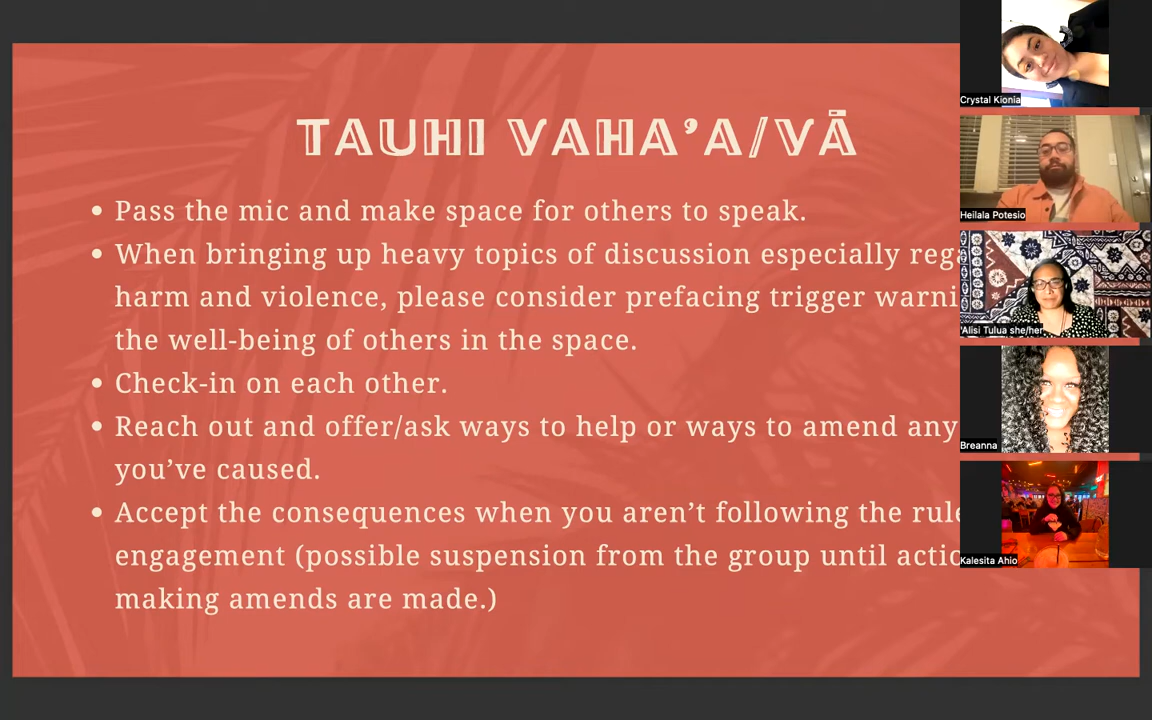 TAUHI VAHA’A/VĀ
• Pass the mic and make space for others to speak.
• When bringing up heavy topics of discussion especially
harm and violence, please consider prefacing trigger
the well-being of others in the space.
• Check-in on each other.
• Reach out and offer/ask ways to help or ways to amend any
you’ve caused.
• Accept the consequences when you aren’t following the
engagement (possible suspension from the group until
making amends are made.)
Crystal Kionia
Heilala Potesio
'Alisi Tulua she/her
Breanna
Kalesita Ahio